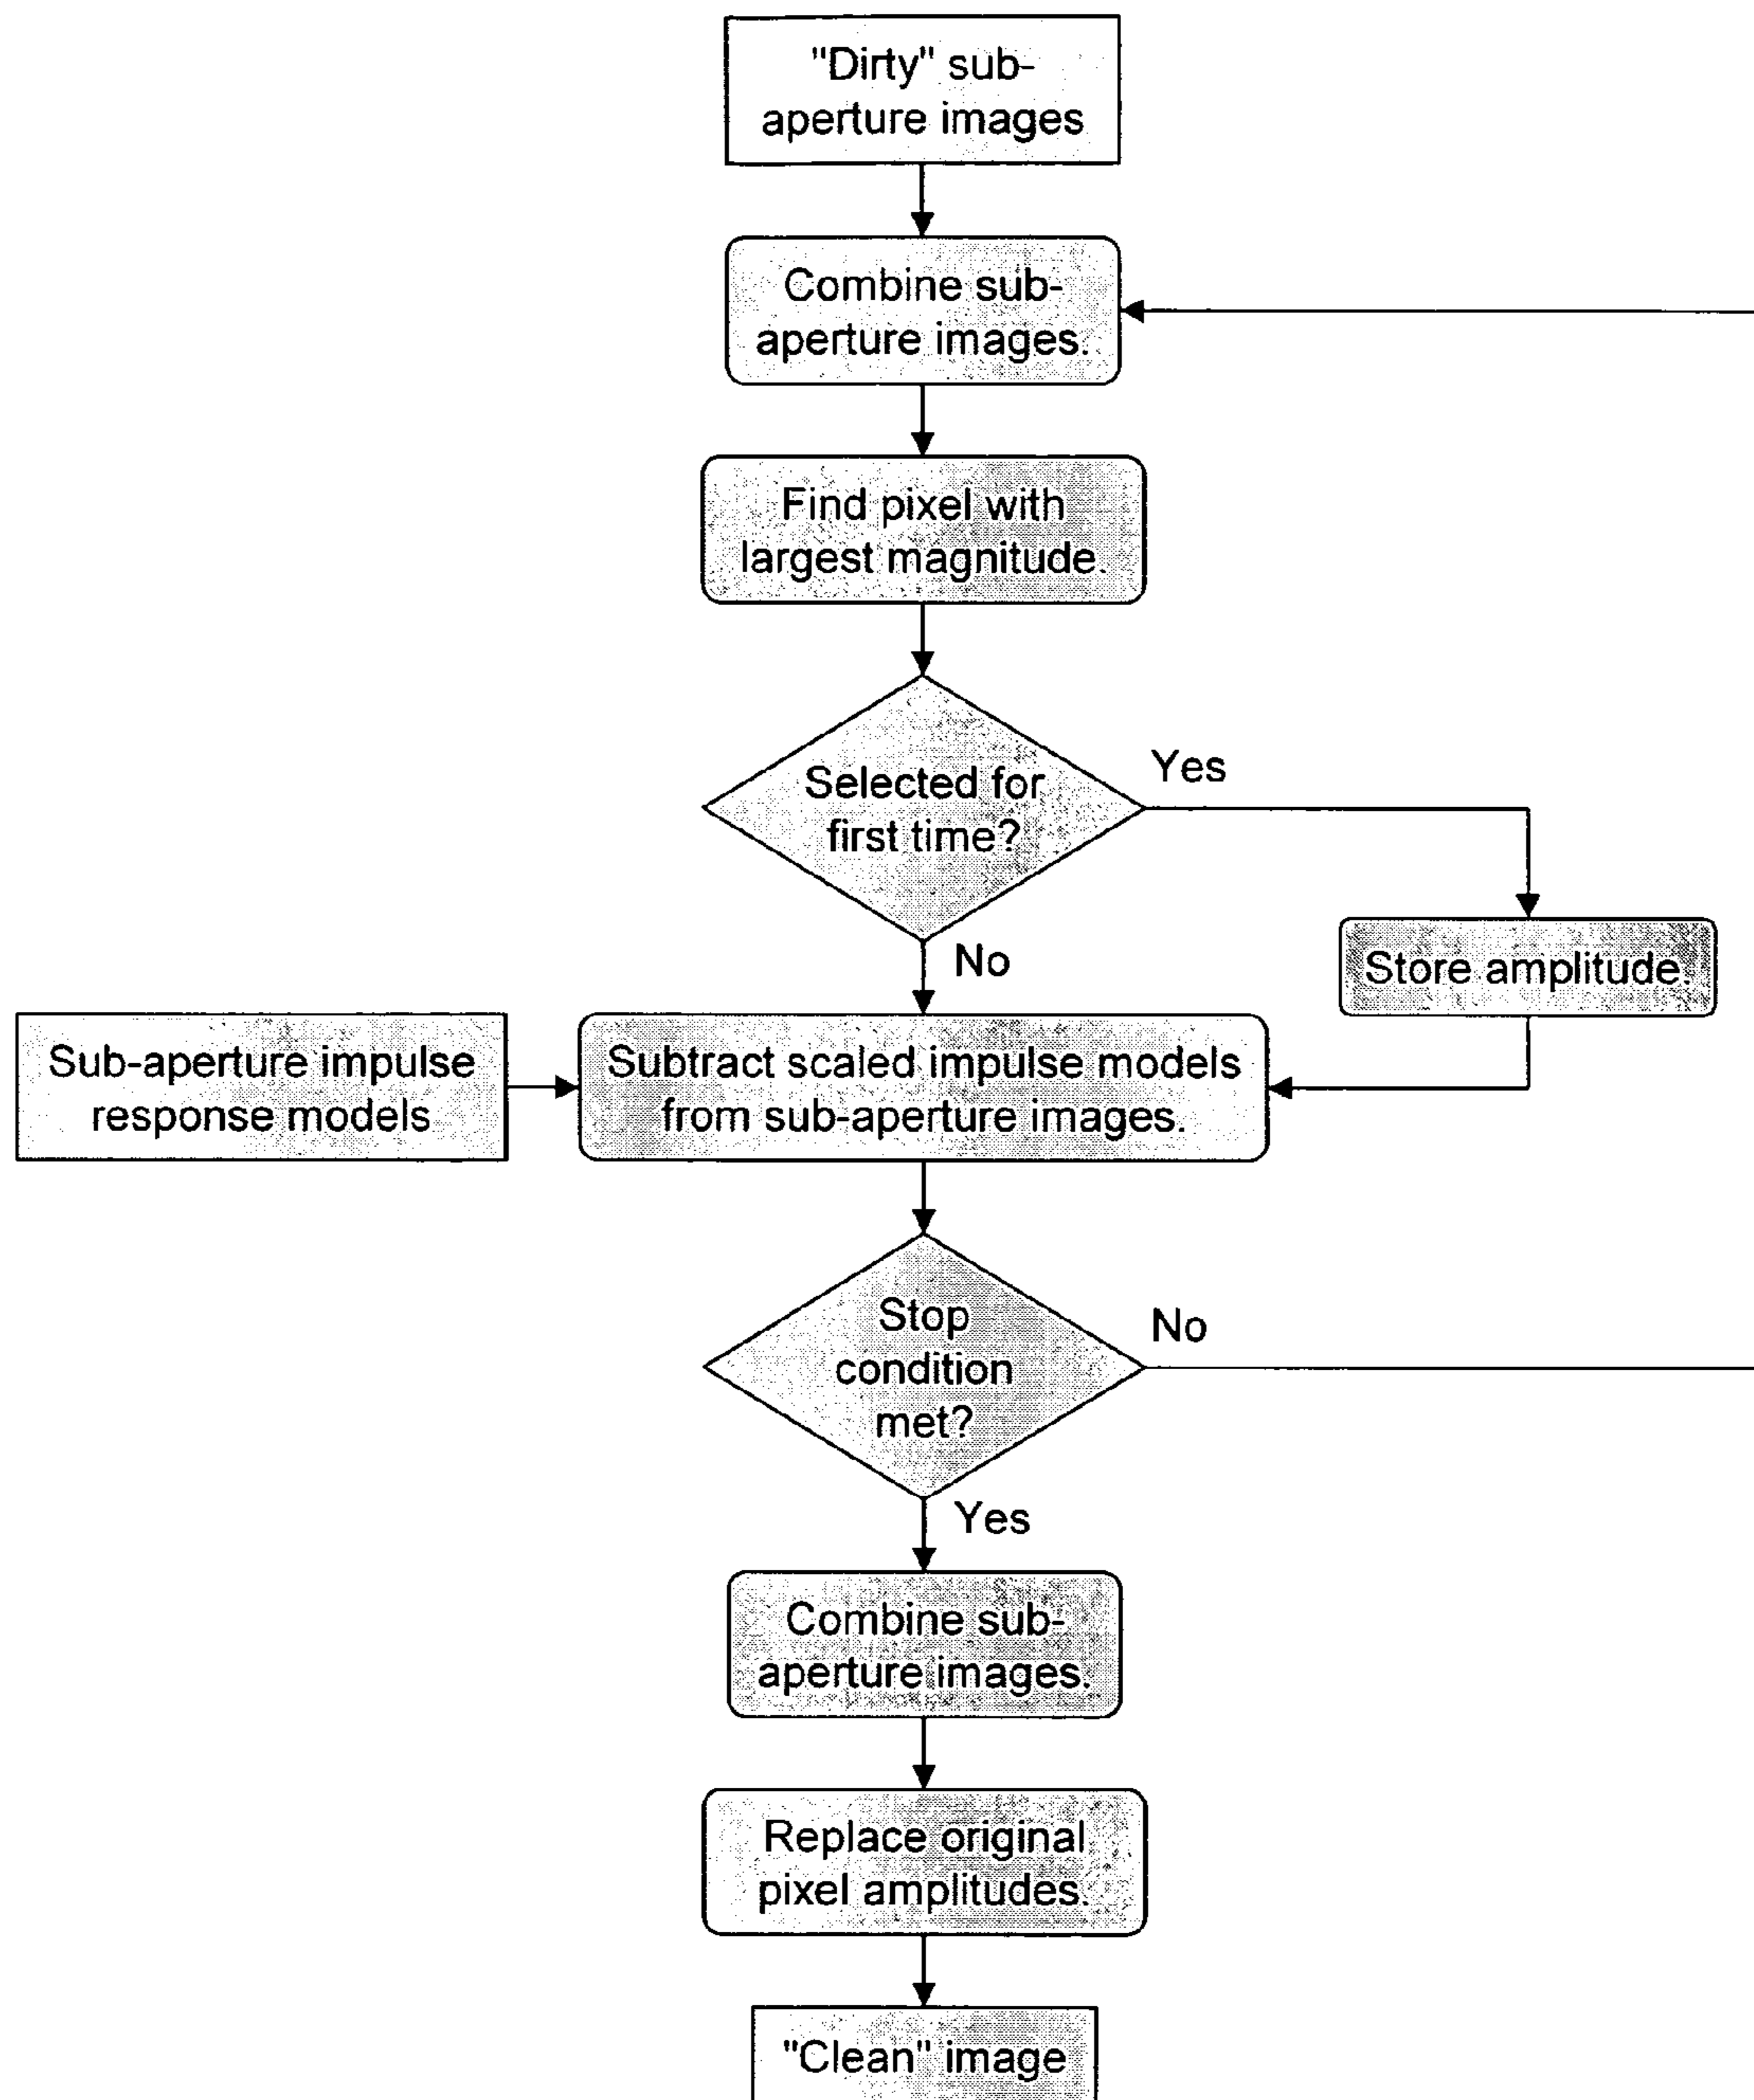 "Dirty" sub-
aperture images
Combine sub-
aperture images.
Find pixel with
largest magnitude.
Selected for
first time?
Yes
No
Store amplitude.
Sub-aperture impulse
response models
Subtract scaled impulse models
from sub-aperture images.
Stop
condition
met?
No
Yes
Combine sub-
aperture images.
Replace original
pixel amplitudes.
"Clean" image